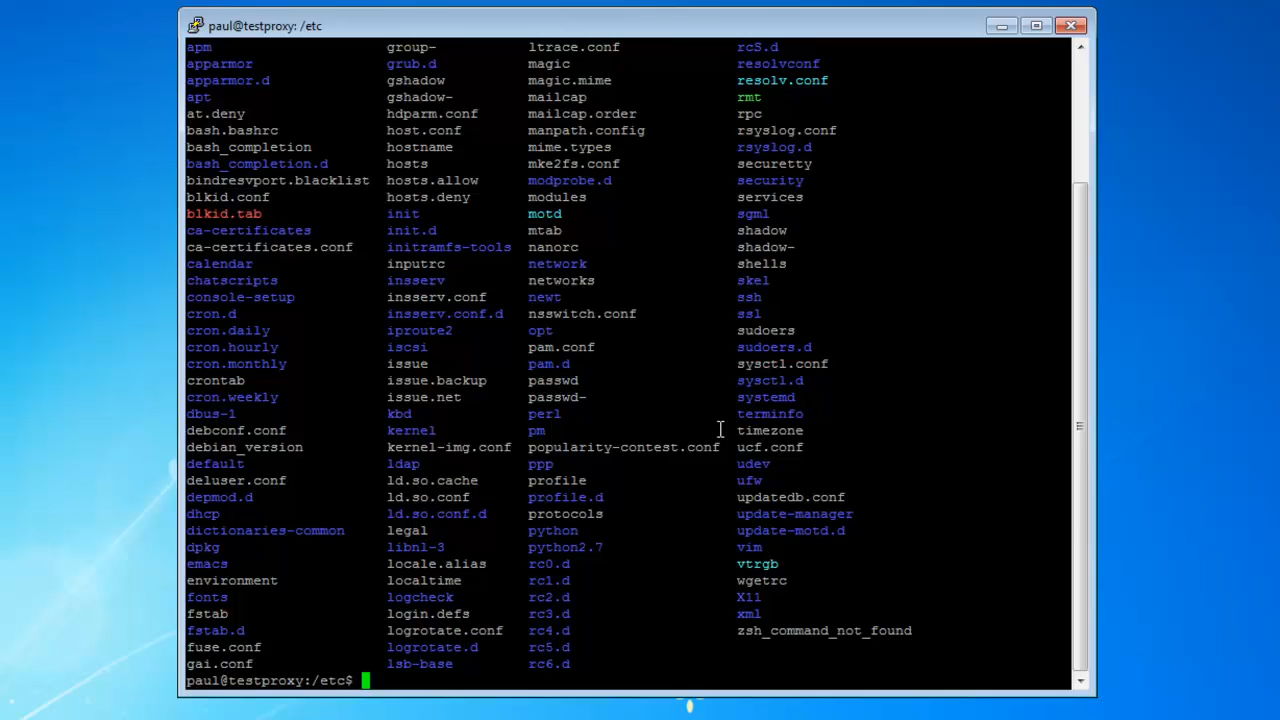 paul@testproxy: /etc
apm group- ltrace.conf rcS.d
apparmor grub.d magic resolvconf
apparmor.d gshadow magic.mime resolv.conf
apt gshadow- mailcap rmt
at.deny hdparm.conf mailcap.order rpc
bash.bashrc host.conf manpath.config rsyslog.conf
bash_completion hostname mime.types rsyslog.d
bash_completion.d hosts mke2fs.conf securetty
bindresvport.blacklist hosts.allow modprobe.d security
blkid.conf hosts.deny modules services
blkid.tab init motd sgml
ca-certificates init.d mtab shadow
ca-certificates.conf initramfs-tools nanorc shadow-
calendar inputrc network shells
chatscripts insserv networks skel
console-setup insserv.conf newt ssh
cron.d insserv.conf.d nsswitch.conf ssl
cron.daily iproute2 opt sudoers
cron.hourly iscsi pam.conf sudoers.d
cron.monthly issue pam.d sysctl.conf
crontab issue.backup passwd sysctl.d
cron.weekly issue.net passwd- systemd
dbus-1 kbd perl terminfo
debconf.conf kernel pm timezone
debian_version kernel-img.conf popularity-contest.conf ucf.conf
default ldap ppp udev
deluser.conf ld.so.cache profile ufw
depmod.d ld.so.conf profile.d updatedb.conf
dhcp ld.so.conf.d protocols update-manager
dictionaries-common legal python update-motd.d
dpkg libnl-3 python2.7 vim
emacs locale.alias rc0.d vtrgb
environment localtime rc1.d wgetrc
fonts logcheck rc2.d X11
fstab login.defs rc3.d xml
fstab.d logrotate.conf rc4.d zsh_command_not_found
fuse.conf logrotate.d rc5.d
gai.conf lsb-base rc6.d
paul@testproxy:/etc$